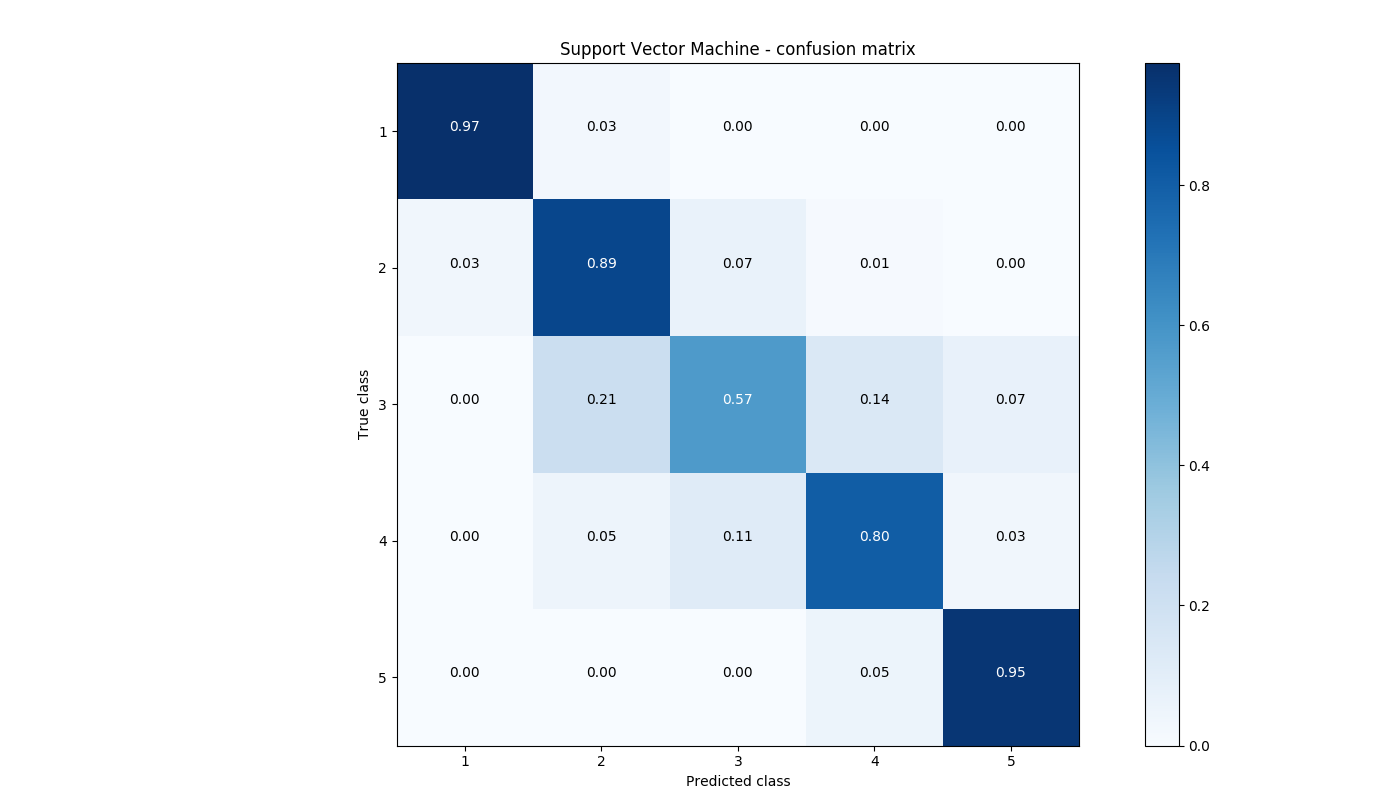 Support Vector Machine - confusion matrix
1 0.97 0.03 0.00 0.00 0.00
2 0.03 0.89 0.07 0.01 0.00
3 0.00 0.21 0.57 0.14 0.07
4 0.00 0.05 0.11 0.80 0.03
5 0.00 0.00 0.00 0.05 0.95
1 2 3 4 5
Predicted class
True class
0.8
0.6
0.4
0.2
0.0